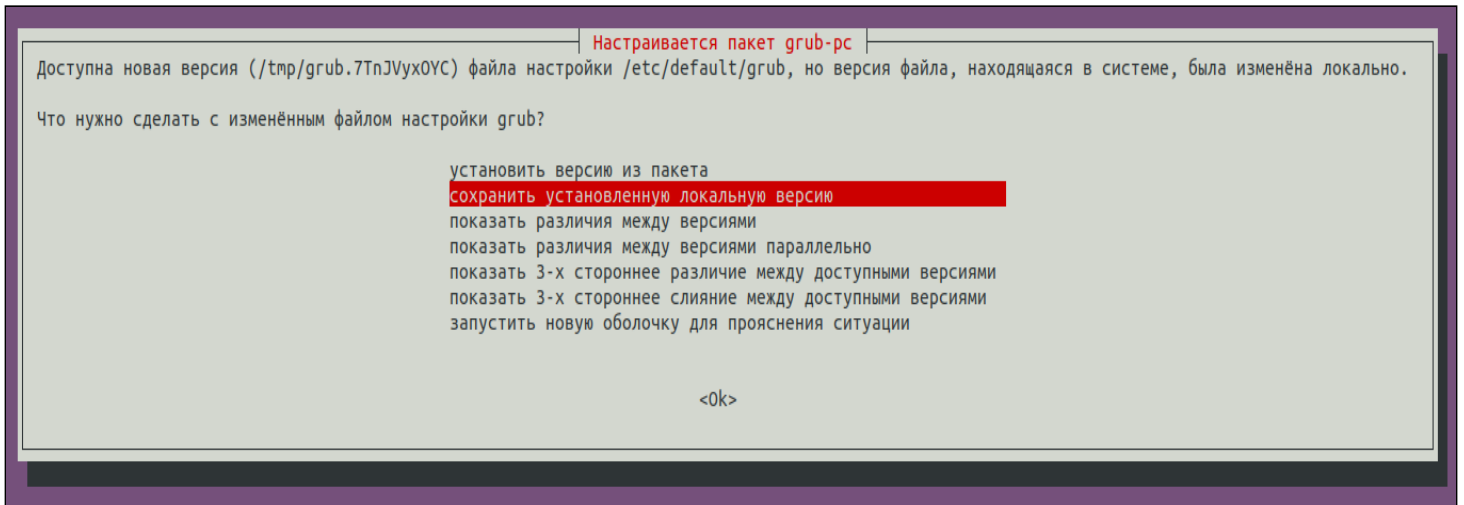 Настраивается пакет grub-pc
Доступна новая версия (/tmp/grub.7TnJVyxOYC) файла настройки /etc/default/grub, но версия файла, находящаяся в системе, была изменёна локально.
Что нужно сделать с изменённым файлом настройки grub?
установить версию из пакета
сохранить установленную локальную версию
показать различия между версиями
показать различия между версиями параллельно
показать 3-х стороннее различие между доступными версиями
показать 3-х стороннее слияние между доступными версиями
запустить новую оболочку для прояснения ситуации
<Ok>